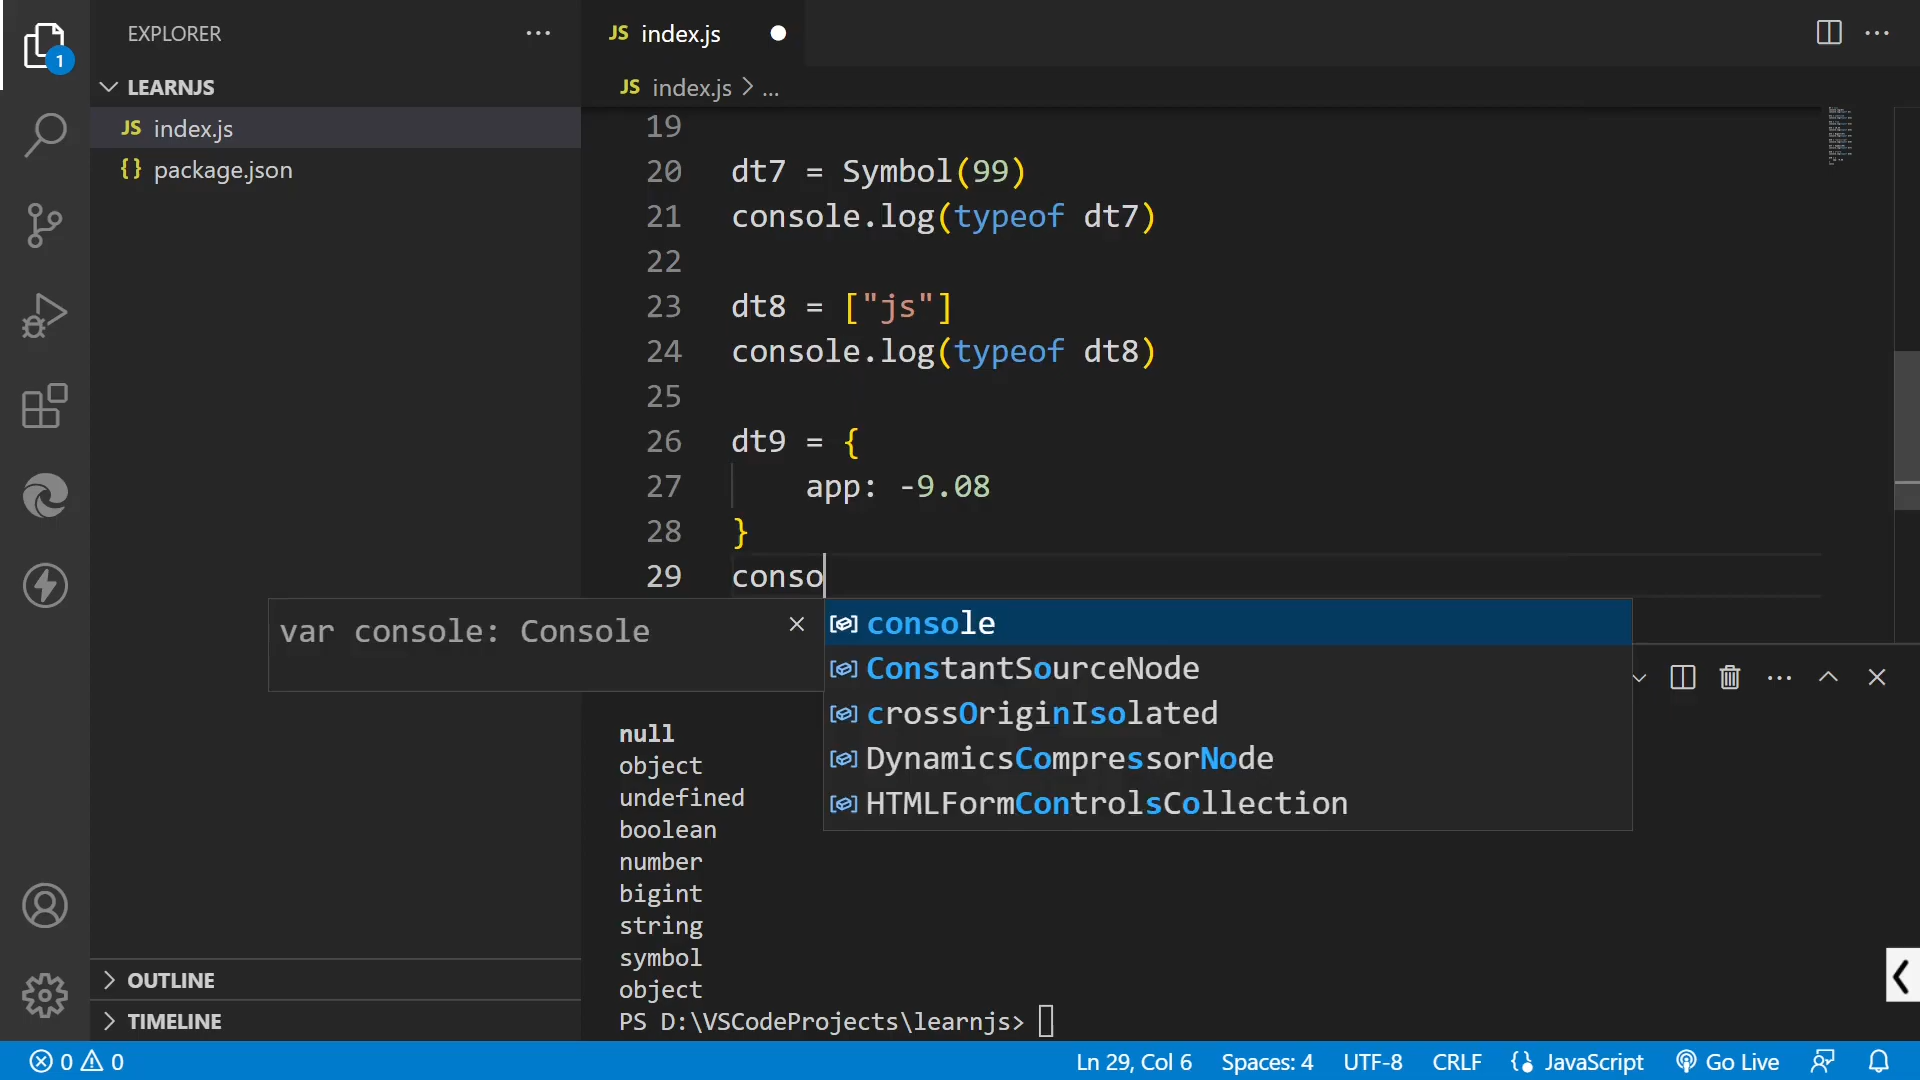 EXPLORER
1
LEARNJS
JS index.js
{} package.json
OUTLINE
TIMELINE
JS index.js
JS index.js > ...
19
20 dt7 = Symbol(99)
21 console.log(typeof dt7)
22
23 dt8 = ["js"]
24 console.log(typeof dt8)
25
26 dt9 = {
27 app: -9.08
28 }
29 conso
var console: Console
console
ConstantSourceNode
crossOriginIsolated
DynamicsCompressorNode
HTMLFormControlsCollection
null
object
undefined
boolean
number
bigint
string
symbol
object
PS D:\VSCodeProjects\learnjs>
0 0 Ln 29, Col 6 Spaces: 4 UTF-8 CRLF {} JavaScript Go Live